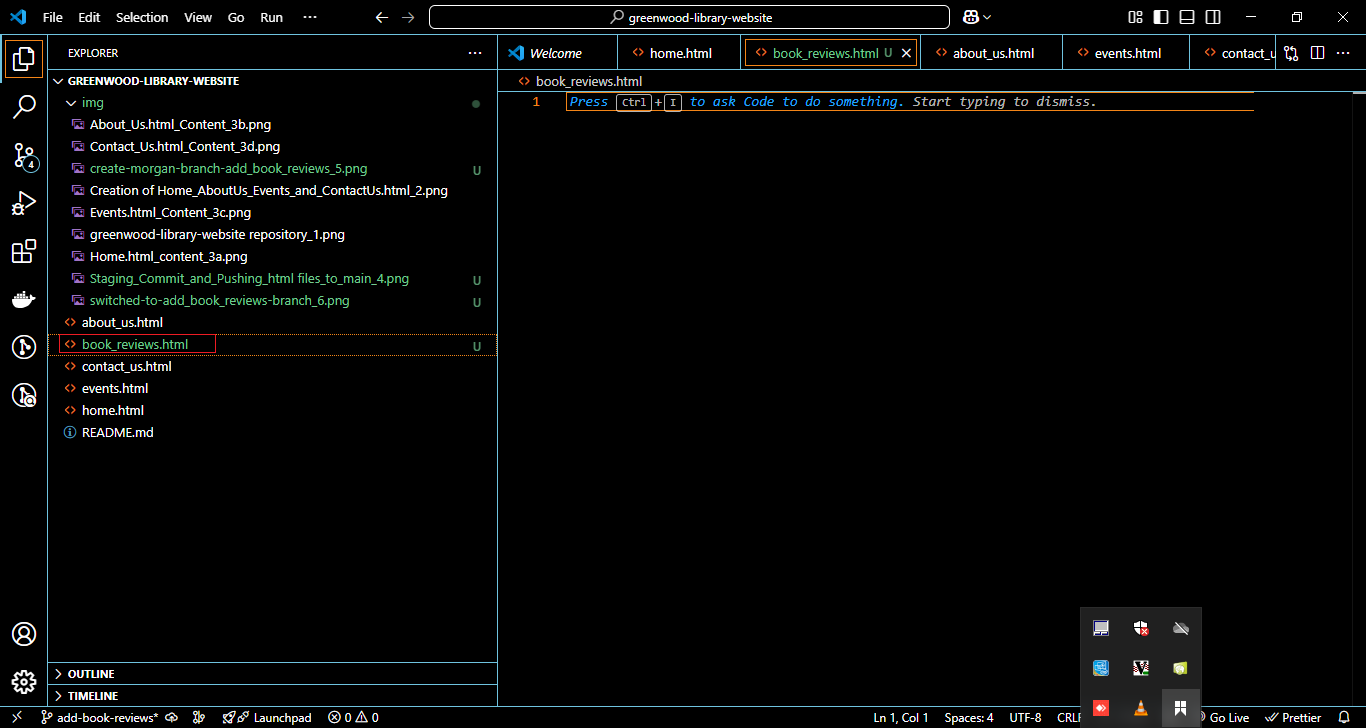 File Edit Selection View Go Run ···
greenwood-library-website
EXPLORER ···
Welcome
home.html
book_reviews.html U
about_us.html
events.html
contact_u
···
GREENWOOD-LIBRARY-WEBSITE
book_reviews.html
img
1 Press Ctrl+I to ask Code to do something. Start typing to dismiss.
About_Us.html_Content_3b.png
Contact_Us.html_Content_3d.png
4
create-morgan-branch-add_book_reviews_5.png U
Creation of Home_AboutUs_Events_and_ContactUs.html_2.png
Events.html_Content_3c.png
greenwood-library-website repository_1.png
Home.html_content_3a.png
Staging_Commit_and_Pushing_html files_to_main_4.png U
switched-to-add_book_reviews-branch_6.png U
about_us.html
book_reviews.html U
contact_us.html
events.html
home.html
README.md
OUTLINE
TIMELINE
add-book-reviews* Launchpad 0 0 Ln 1, Col 1 Spaces: 4 UTF-8 CRLF Go Live Prettier